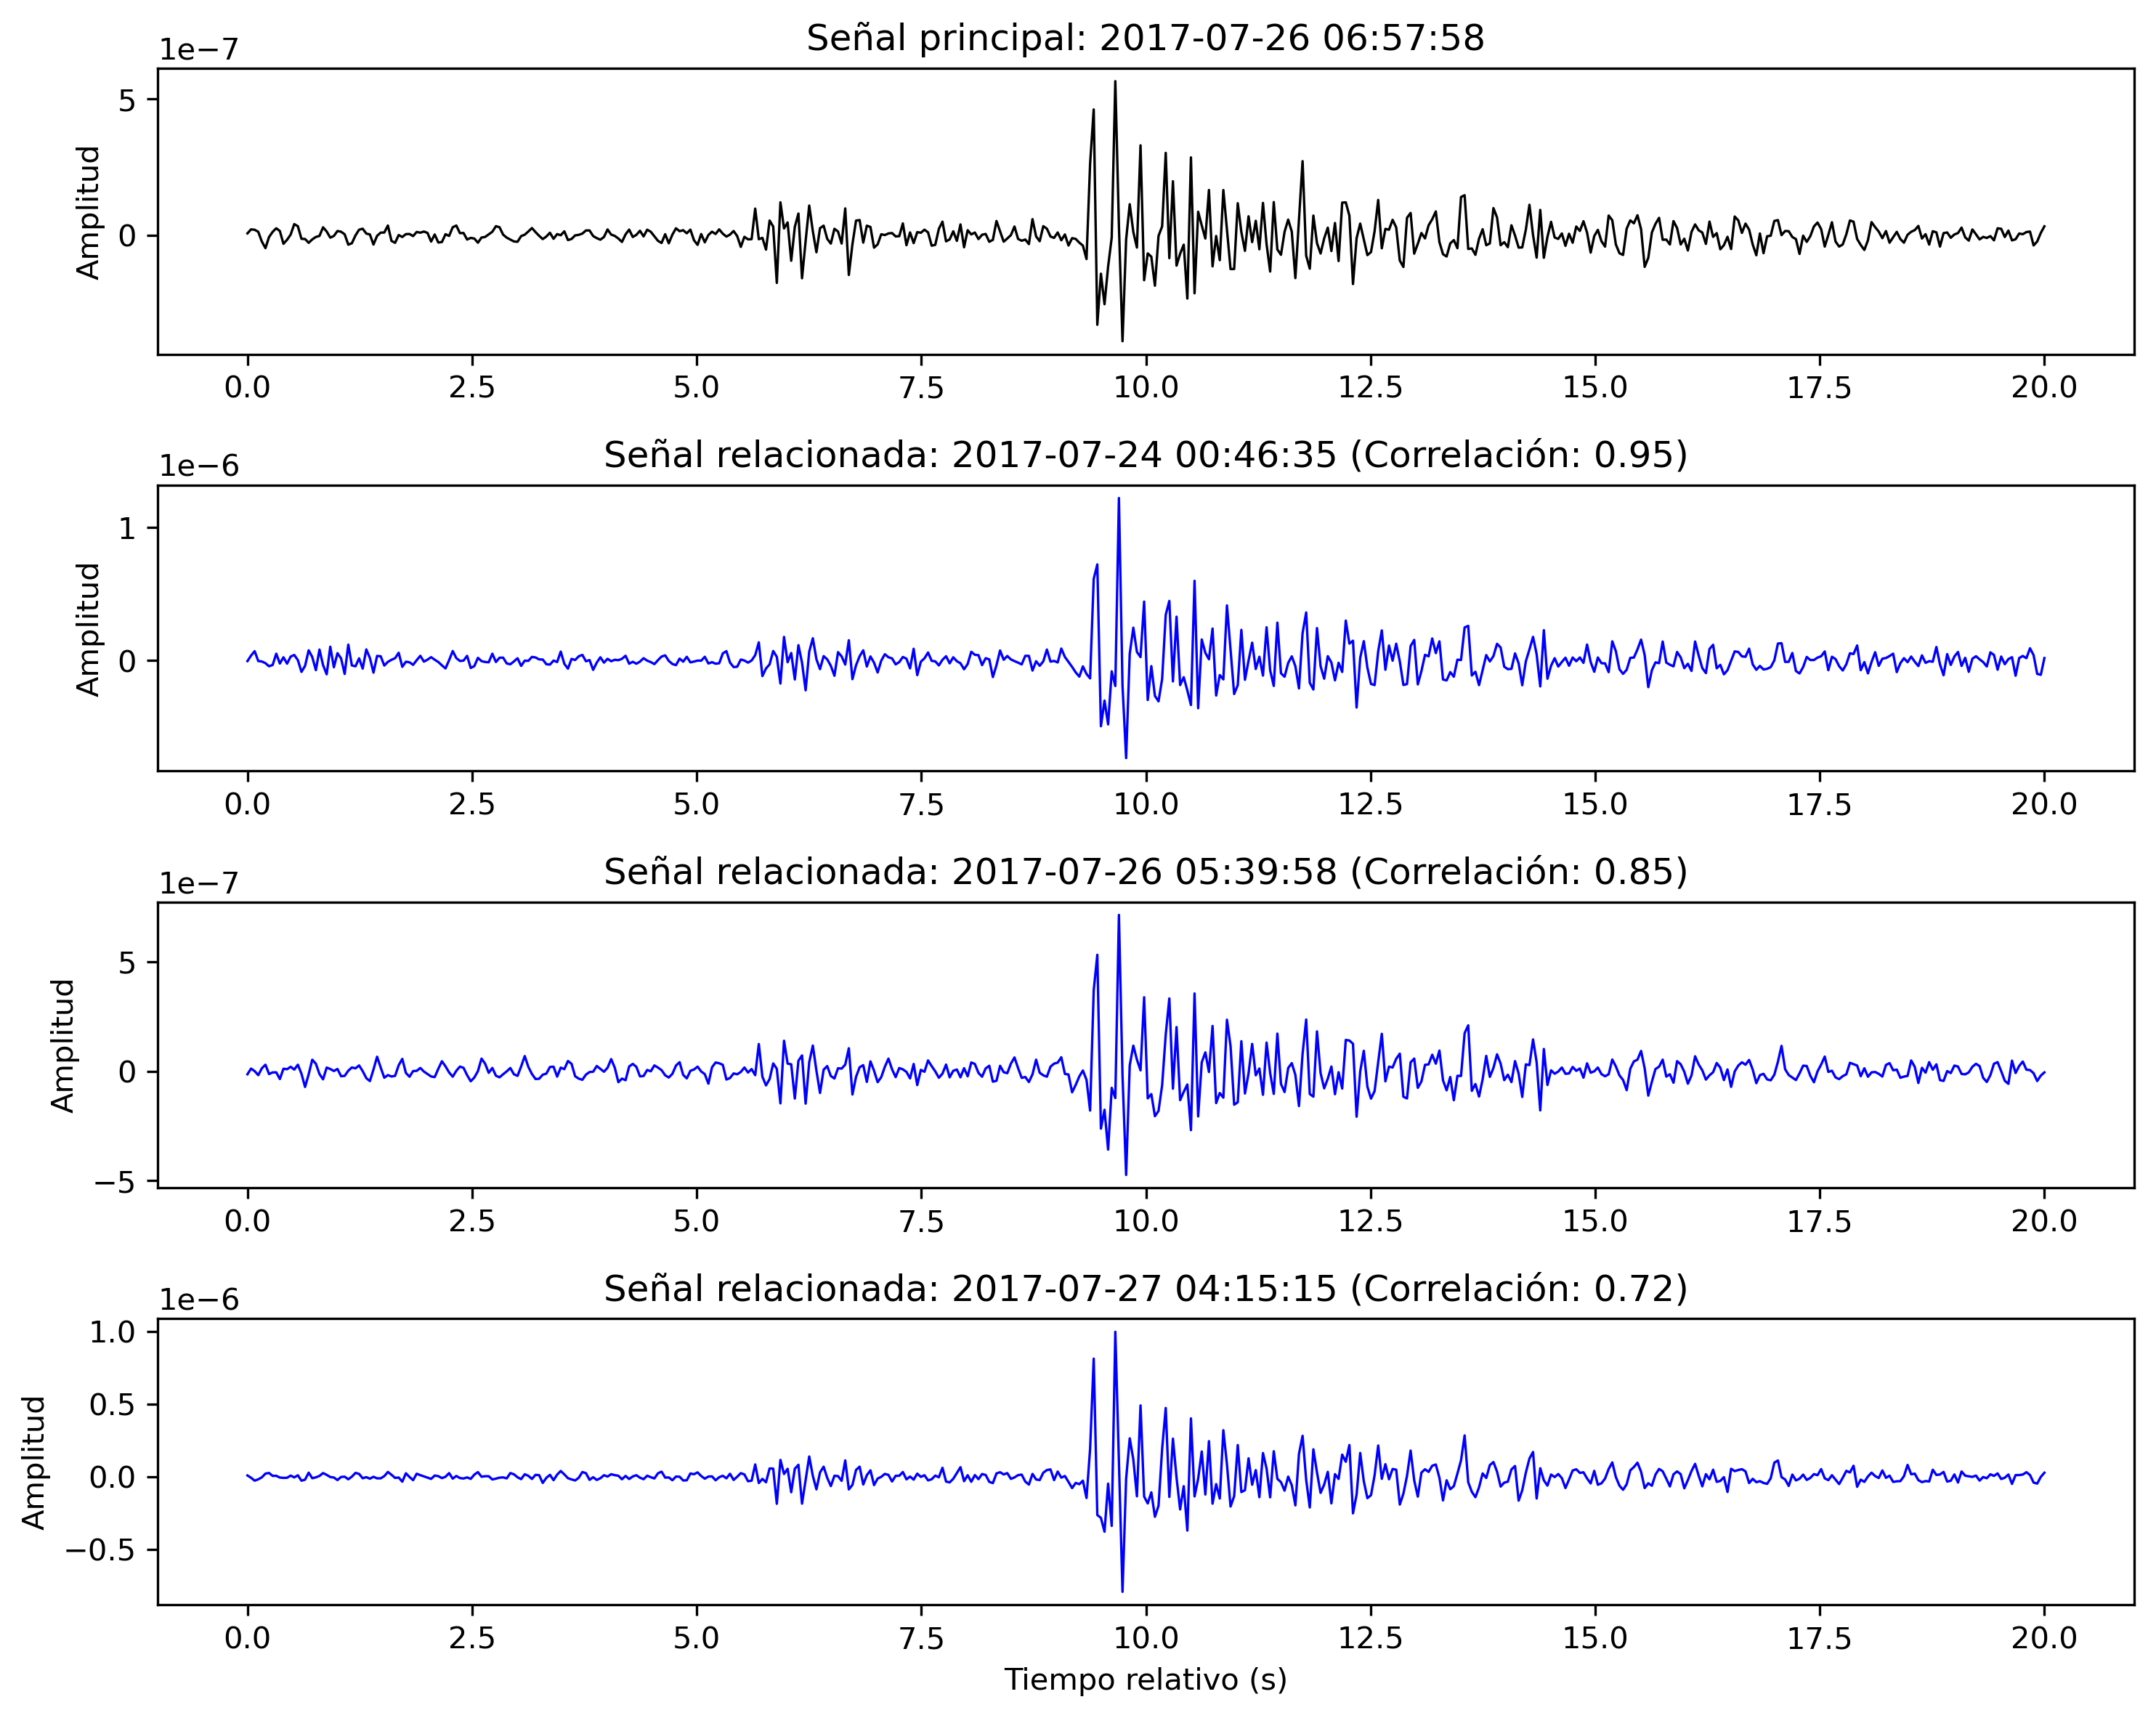 Señal principal: 2017-07-26 06:57:58
1e−7
5
0
Amplitud
0.0 2.5 5.0 7.5 10.0 12.5 15.0 17.5 20.0
Señal relacionada: 2017-07-24 00:46:35 (Correlación: 0.95)
1e−6
1
0
Amplitud
0.0 2.5 5.0 7.5 10.0 12.5 15.0 17.5 20.0
Señal relacionada: 2017-07-26 05:39:58 (Correlación: 0.85)
1e−7
5
0
−5
Amplitud
0.0 2.5 5.0 7.5 10.0 12.5 15.0 17.5 20.0
Señal relacionada: 2017-07-27 04:15:15 (Correlación: 0.72)
1e−6
1.0
0.5
0.0
−0.5
Amplitud
0.0 2.5 5.0 7.5 10.0 12.5 15.0 17.5 20.0
Tiempo relativo (s)